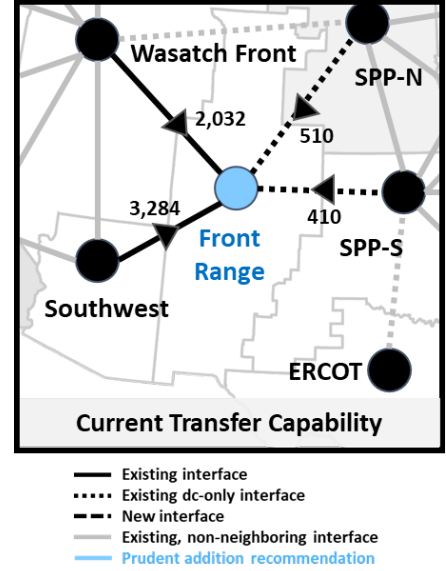 Wasatch Front
SPP-N
2,032
510
3,284
410
Front
Range
SPP-S
Southwest
ERCOT
Current Transfer Capability
Existing interface
Existing dc-only interface
New interface
Existing, non-neighboring interface
Prudent addition recommendation